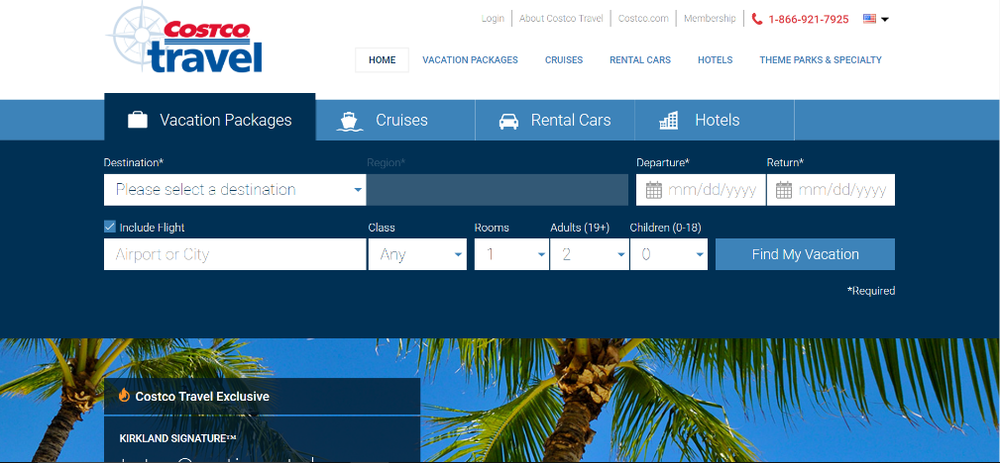 Login About Costco Travel Costco.com Membership 1-866-921-7925
COSTCO
travel
HOME VACATION PACKAGES CRUISES RENTAL CARS HOTELS THEME PARKS & SPECIALTY
Vacation Packages Cruises Rental Cars Hotels
Destination* Region* Departure* Return*
Please select a destination mm/dd/yyyy mm/dd/yyyy
Include Flight Class Rooms Adults (19+) Children (0-18)
Airport or City Any 1 2 0 Find My Vacation
*Required
Costco Travel Exclusive
KIRKLAND SIGNATURE™